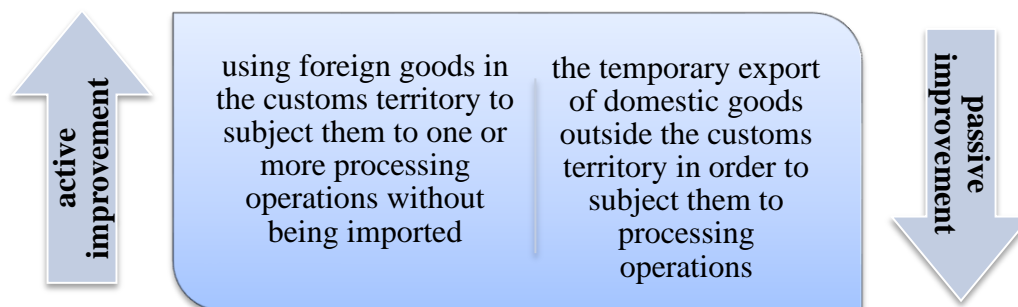 active
improvement
using foreign goods in
the customs territory to
subject them to one or
more processing
operations without
being imported
the temporary export
of domestic goods
outside the customs
territory in order to
subject them to
processing
operations
passive
improvement